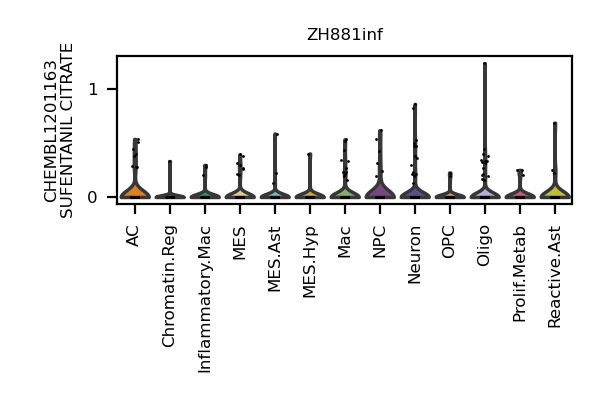 ZH881inf
CHEMBL1201163
SUFENTANIL CITRATE
1
0
AC
Chromatin.Reg
Inflammatory.Mac
MES
MES.Ast
MES.Hyp
Mac
NPC
Neuron
OPC
Oligo
Prolif.Metab
Reactive.Ast